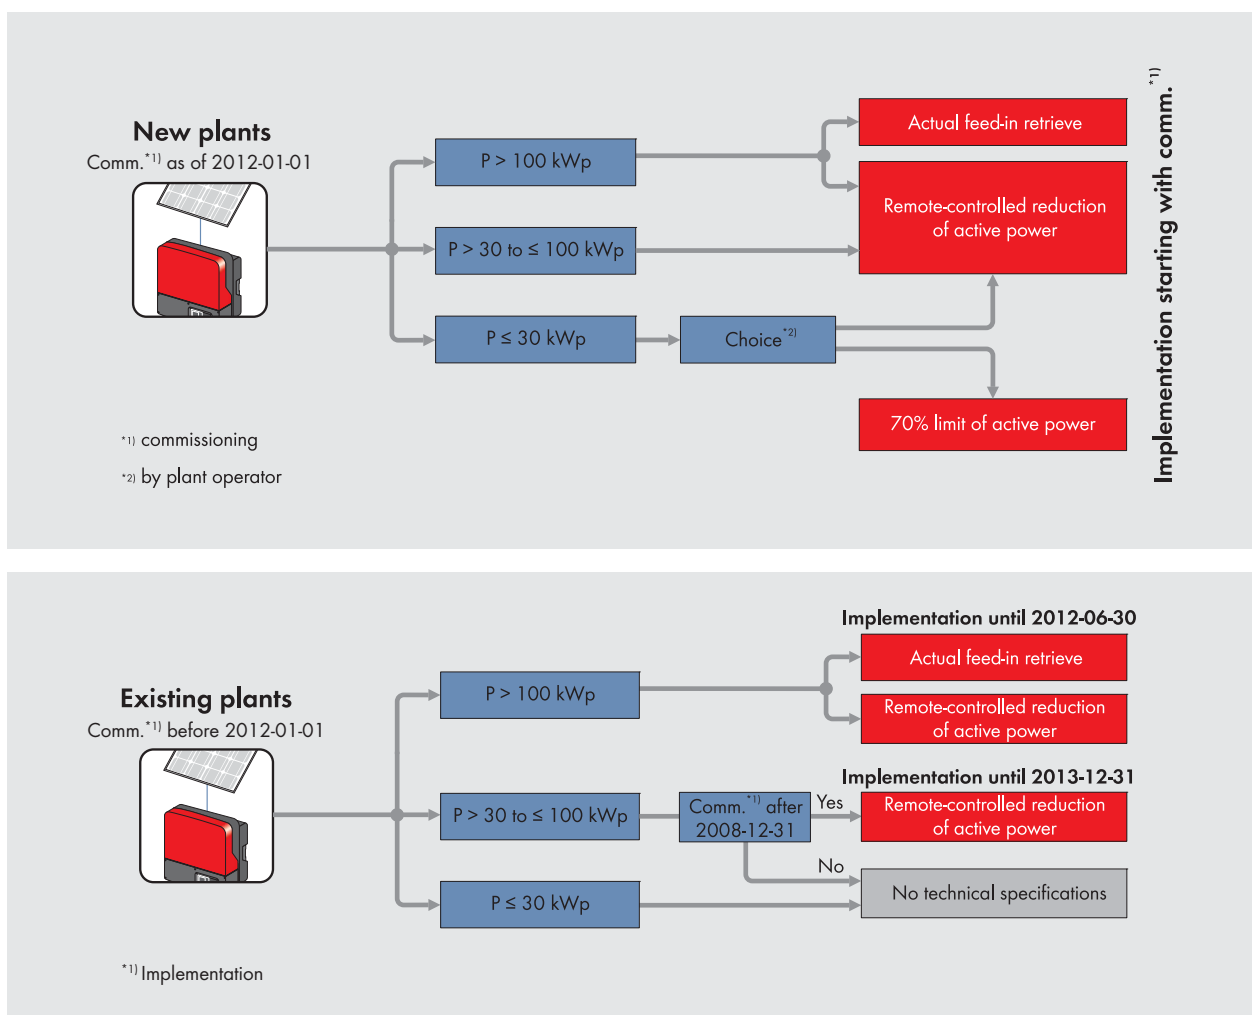 New plants
Comm.*1) as of 2012-01-01
P > 100 kWp
P > 30 to ≤ 100 kWp
P ≤ 30 kWp
Choice*2)
Actual feed-in retrieve
Remote-controlled reduction
of active power
70% limit of active power
Implementation starting with comm.*1)
*1) commissioning
*2) by plant operator
Existing plants
Comm.*1) before 2012-01-01
P > 100 kWp
P > 30 to ≤ 100 kWp
P ≤ 30 kWp
Comm.*1) after
2008-12-31
Yes
No
Implementation until 2012-06-30
Actual feed-in retrieve
Remote-controlled reduction
of active power
Implementation until 2013-12-31
Remote-controlled reduction
of active power
No technical specifications
*1) Implementation